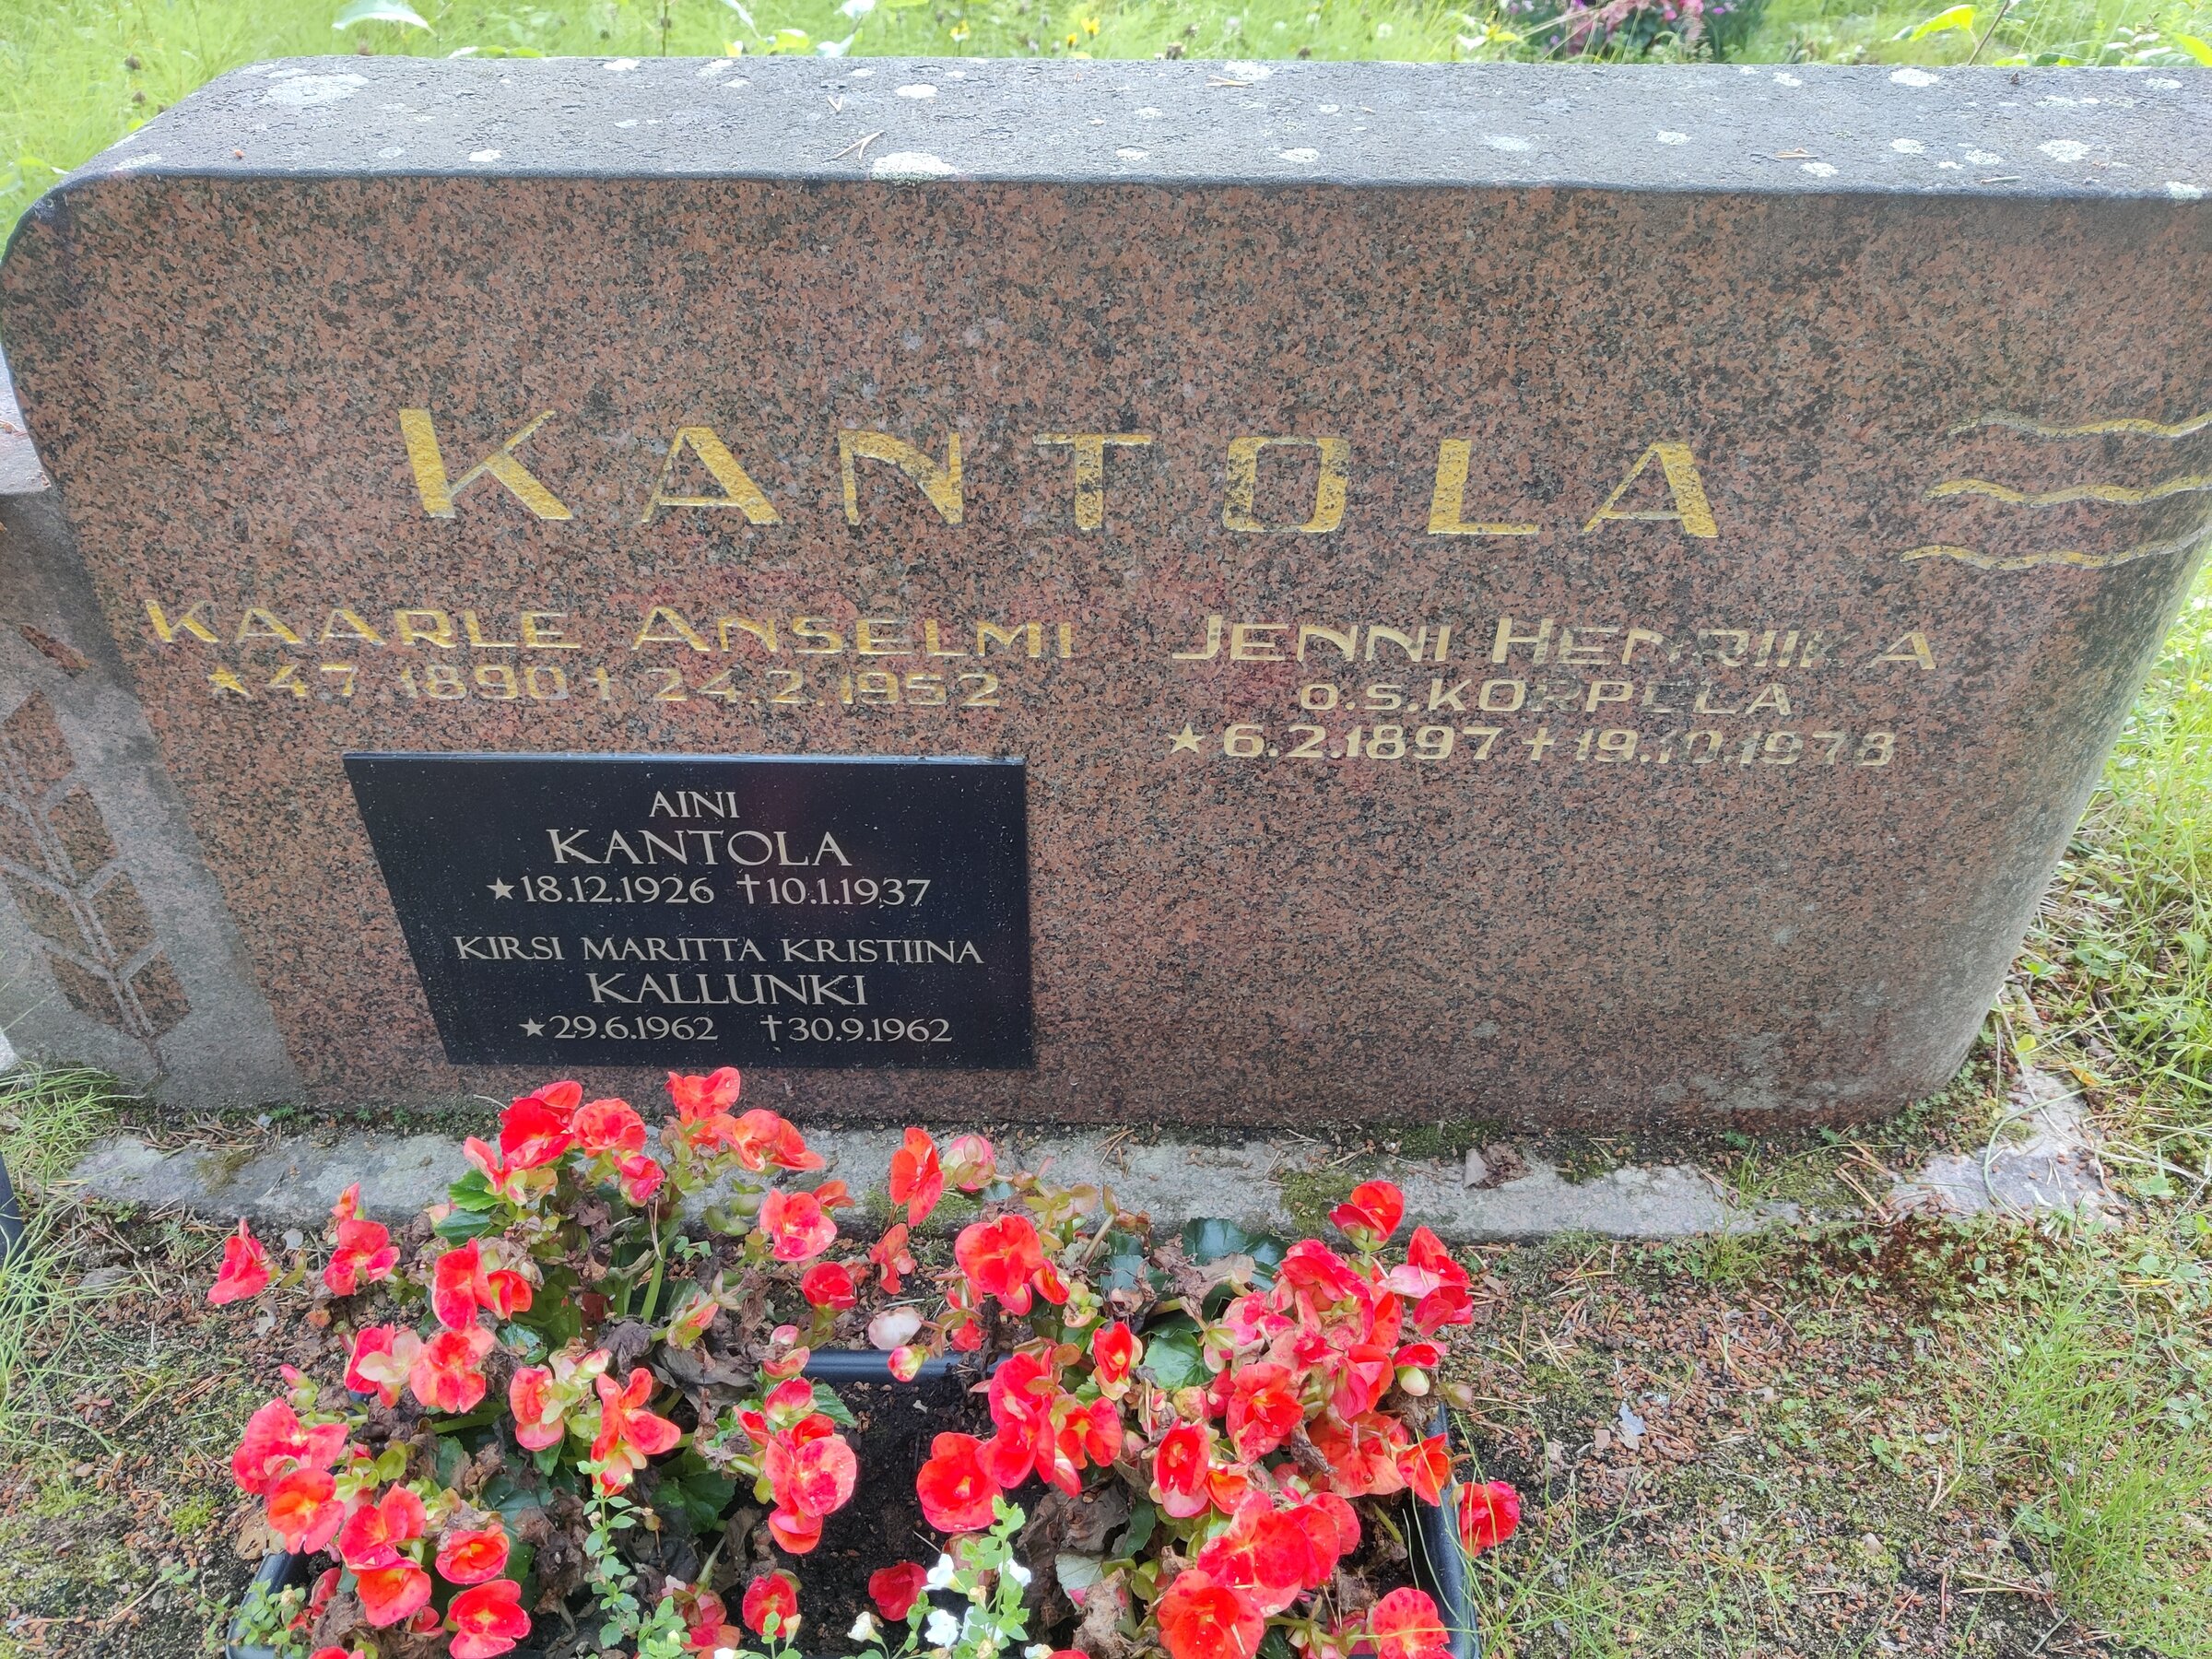 KANTOLA
KAARLE ANSELMI
★4.7.1890 † 24.2.1952
JENNI HENRIIKKA
O.S. KORPELA
★6.2.1897 + 19.10.1978
AINI
KANTOLA
★18.12.1926 †10.1.1937
KIRSI MARITTA KRISTIINA
KALLUNKI
★29.6.1962 †30.9.1962